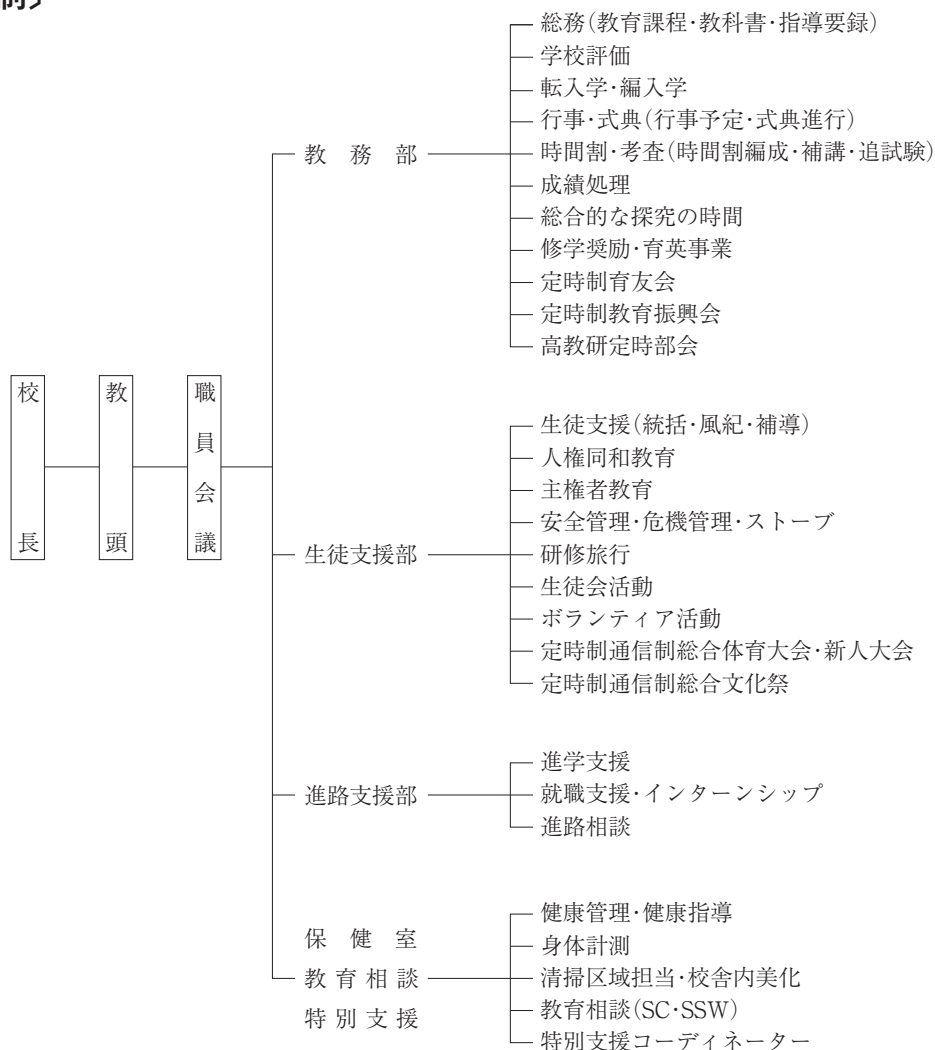 制>
校長
教頭
職員会議
教務部
総務(教育課程・教科書・指導要録)
学校評価
転入学・編入学
行事・式典(行事予定・式典進行)
時間割・考査(時間割編成・補講・追試験)
成績処理
総合的な探究の時間
修学奨励・育英事業
定時制育友会
定時制教育振興会
高教研定時部会
生徒支援部
生徒支援(統括・風紀・補導)
人権同和教育
主権者教育
安全管理・危機管理・ストーブ
研修旅行
生徒会活動
ボランティア活動
定時制通信制総合体育大会・新人大会
定時制通信制総合文化祭
進路支援部
進学支援
就職支援・インターンシップ
進路相談
保健室
教育相談
特別支援
健康管理・健康指導
身体計測
清掃区域担当・校舎内美化
教育相談(SC・SSW)
特別支援コーディネーター